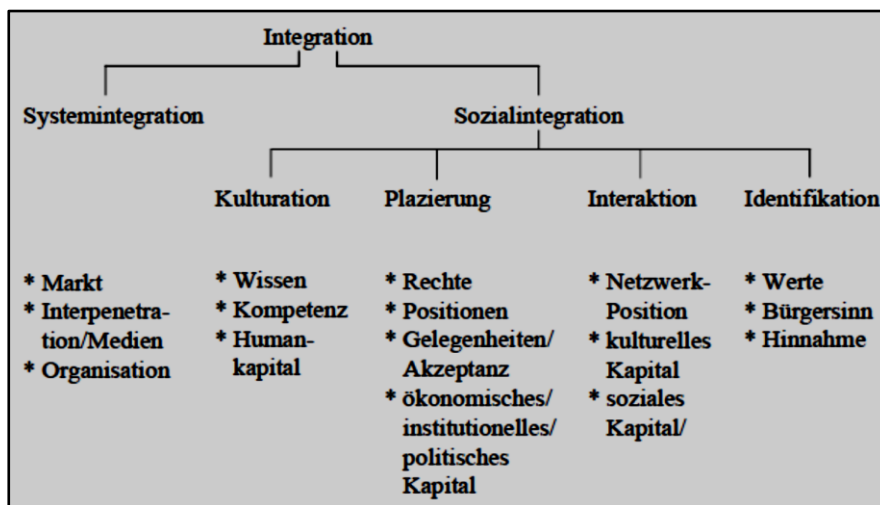 Integration
Systemintegration
Sozialintegration
Kulturation
Plazierung
Interaktion
Identifikation
* Markt
* Interpenetra-
tion/Medien
* Organisation
* Wissen
* Kompetenz
* Human-
kapital
* Rechte
* Positionen
* Gelegenheiten/
Akzeptanz
* ökonomisches/
institutionelles/
politisches
Kapital
* Netzwerk-
Position
* kulturelles
Kapital
* soziales
Kapital/
* Werte
* Bürgersinn
* Hinnahme